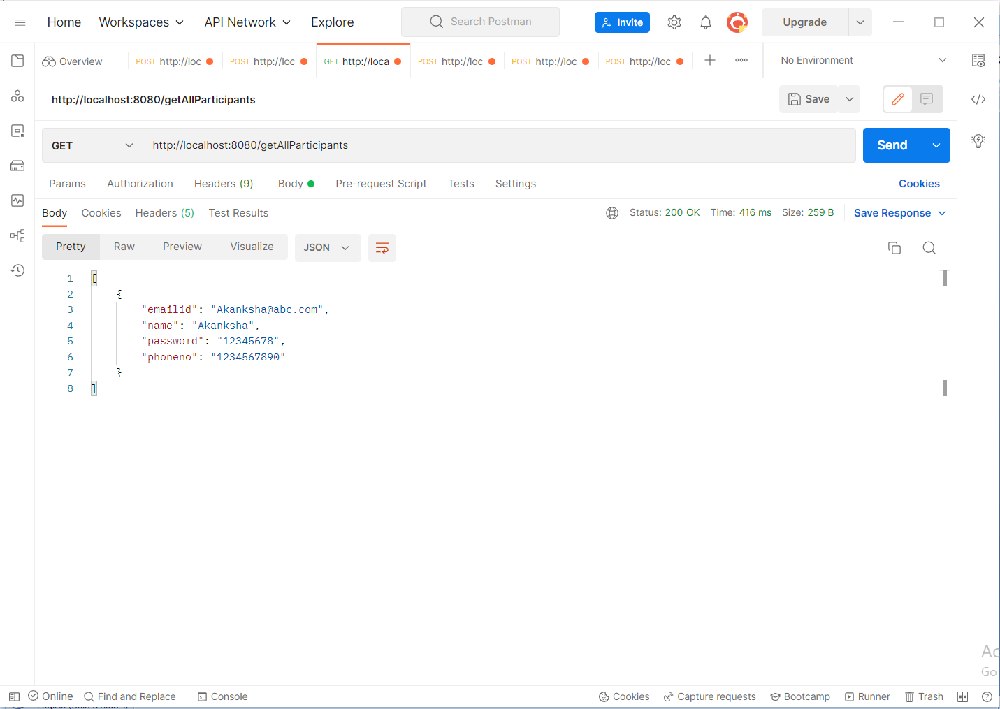 Home Workspaces API Network Explore Search Postman Invite Upgrade
Overview POST http://loc POST http://loc GET http://loca POST http://loc POST http://loc POST http://loc No Environment
http://localhost:8080/getAllParticipants Save
GET http://localhost:8080/getAllParticipants Send
Params Authorization Headers (9) Body Pre-request Script Tests Settings Cookies
Body Cookies Headers (5) Test Results Status: 200 OK Time: 416 ms Size: 259 B Save Response
Pretty Raw Preview Visualize JSON
1 [
2 {
3 "emailid": "Akanksha@abc.com",
4 "name": "Akanksha",
5 "password": "12345678",
6 "phoneno": "1234567890"
7 }
8 ]
Ac
Go
Online Find and Replace Console Cookies Capture requests Bootcamp Runner Trash
English (United States)